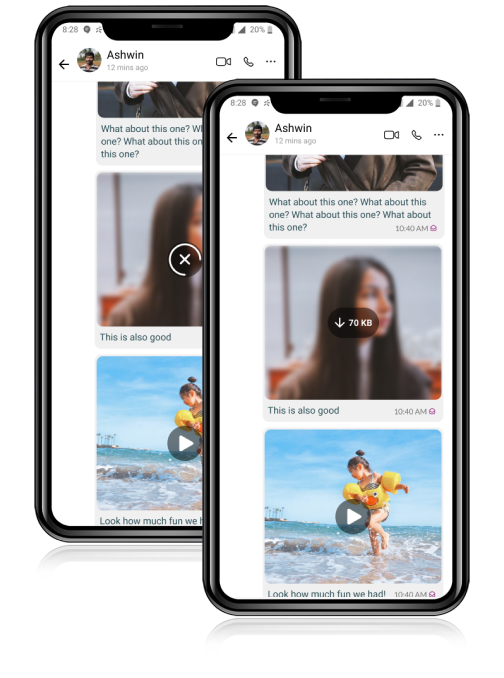 8:28
20%
Ashwin
12 mins ago
What about this one? W
one? What about this on
this one?
This is also good
Look how much fun we h
8:28
20%
Ashwin
12 mins ago
What about this one? What about this
one? What about this one? What about
this one?
10:40 AM
70 KB
This is also good
10:40 AM
Look how much fun we had!
10:40 AM